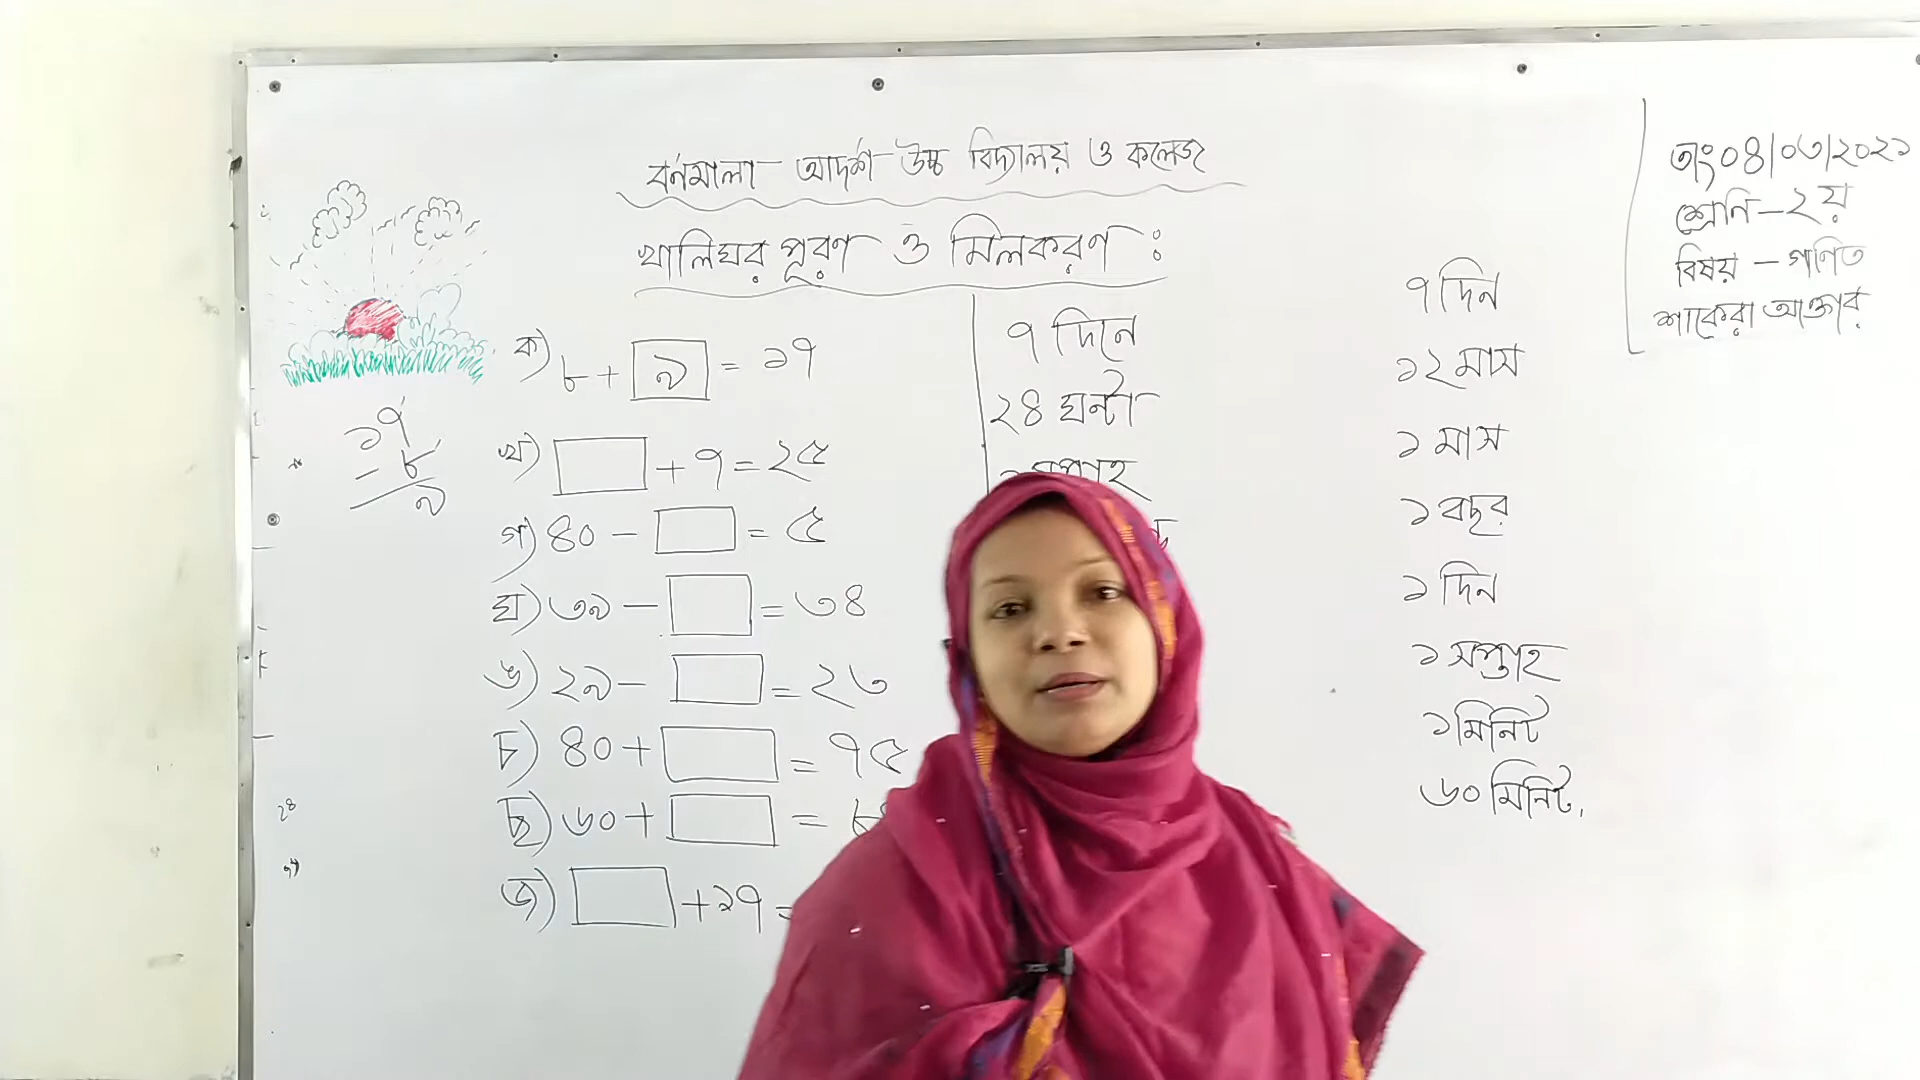 বর্ণমালা আদর্শ উচ্চ বিদ্যালয় ও কলেজ
খালিঘর পূরণ ও মিলকরণ :
তাং০৪|০৩|২০২১
শ্রেনি - ২য়
বিষয় - গণিত
শাকেরা আক্তার
ক) ৮ + ৯ = ১৭
খ) + ৭ = ২৫
গ) ৪০ - = ৫
ঘ) ৩৯ - = ৩৪
ঙ) ২৯ - = ২৩
চ) ৪০ + = ৭৫
ছ) ৬০ + =
জ) + ২৭ =
১৭
- ৮
৯
৭ দিনে
২৪ ঘন্টা
সপ্তাহ
৭ দিন
১২ মাস
১ মাস
১ বছর
১ দিন
১ সপ্তাহ
১ মিনিট
৬০ মিনিট.